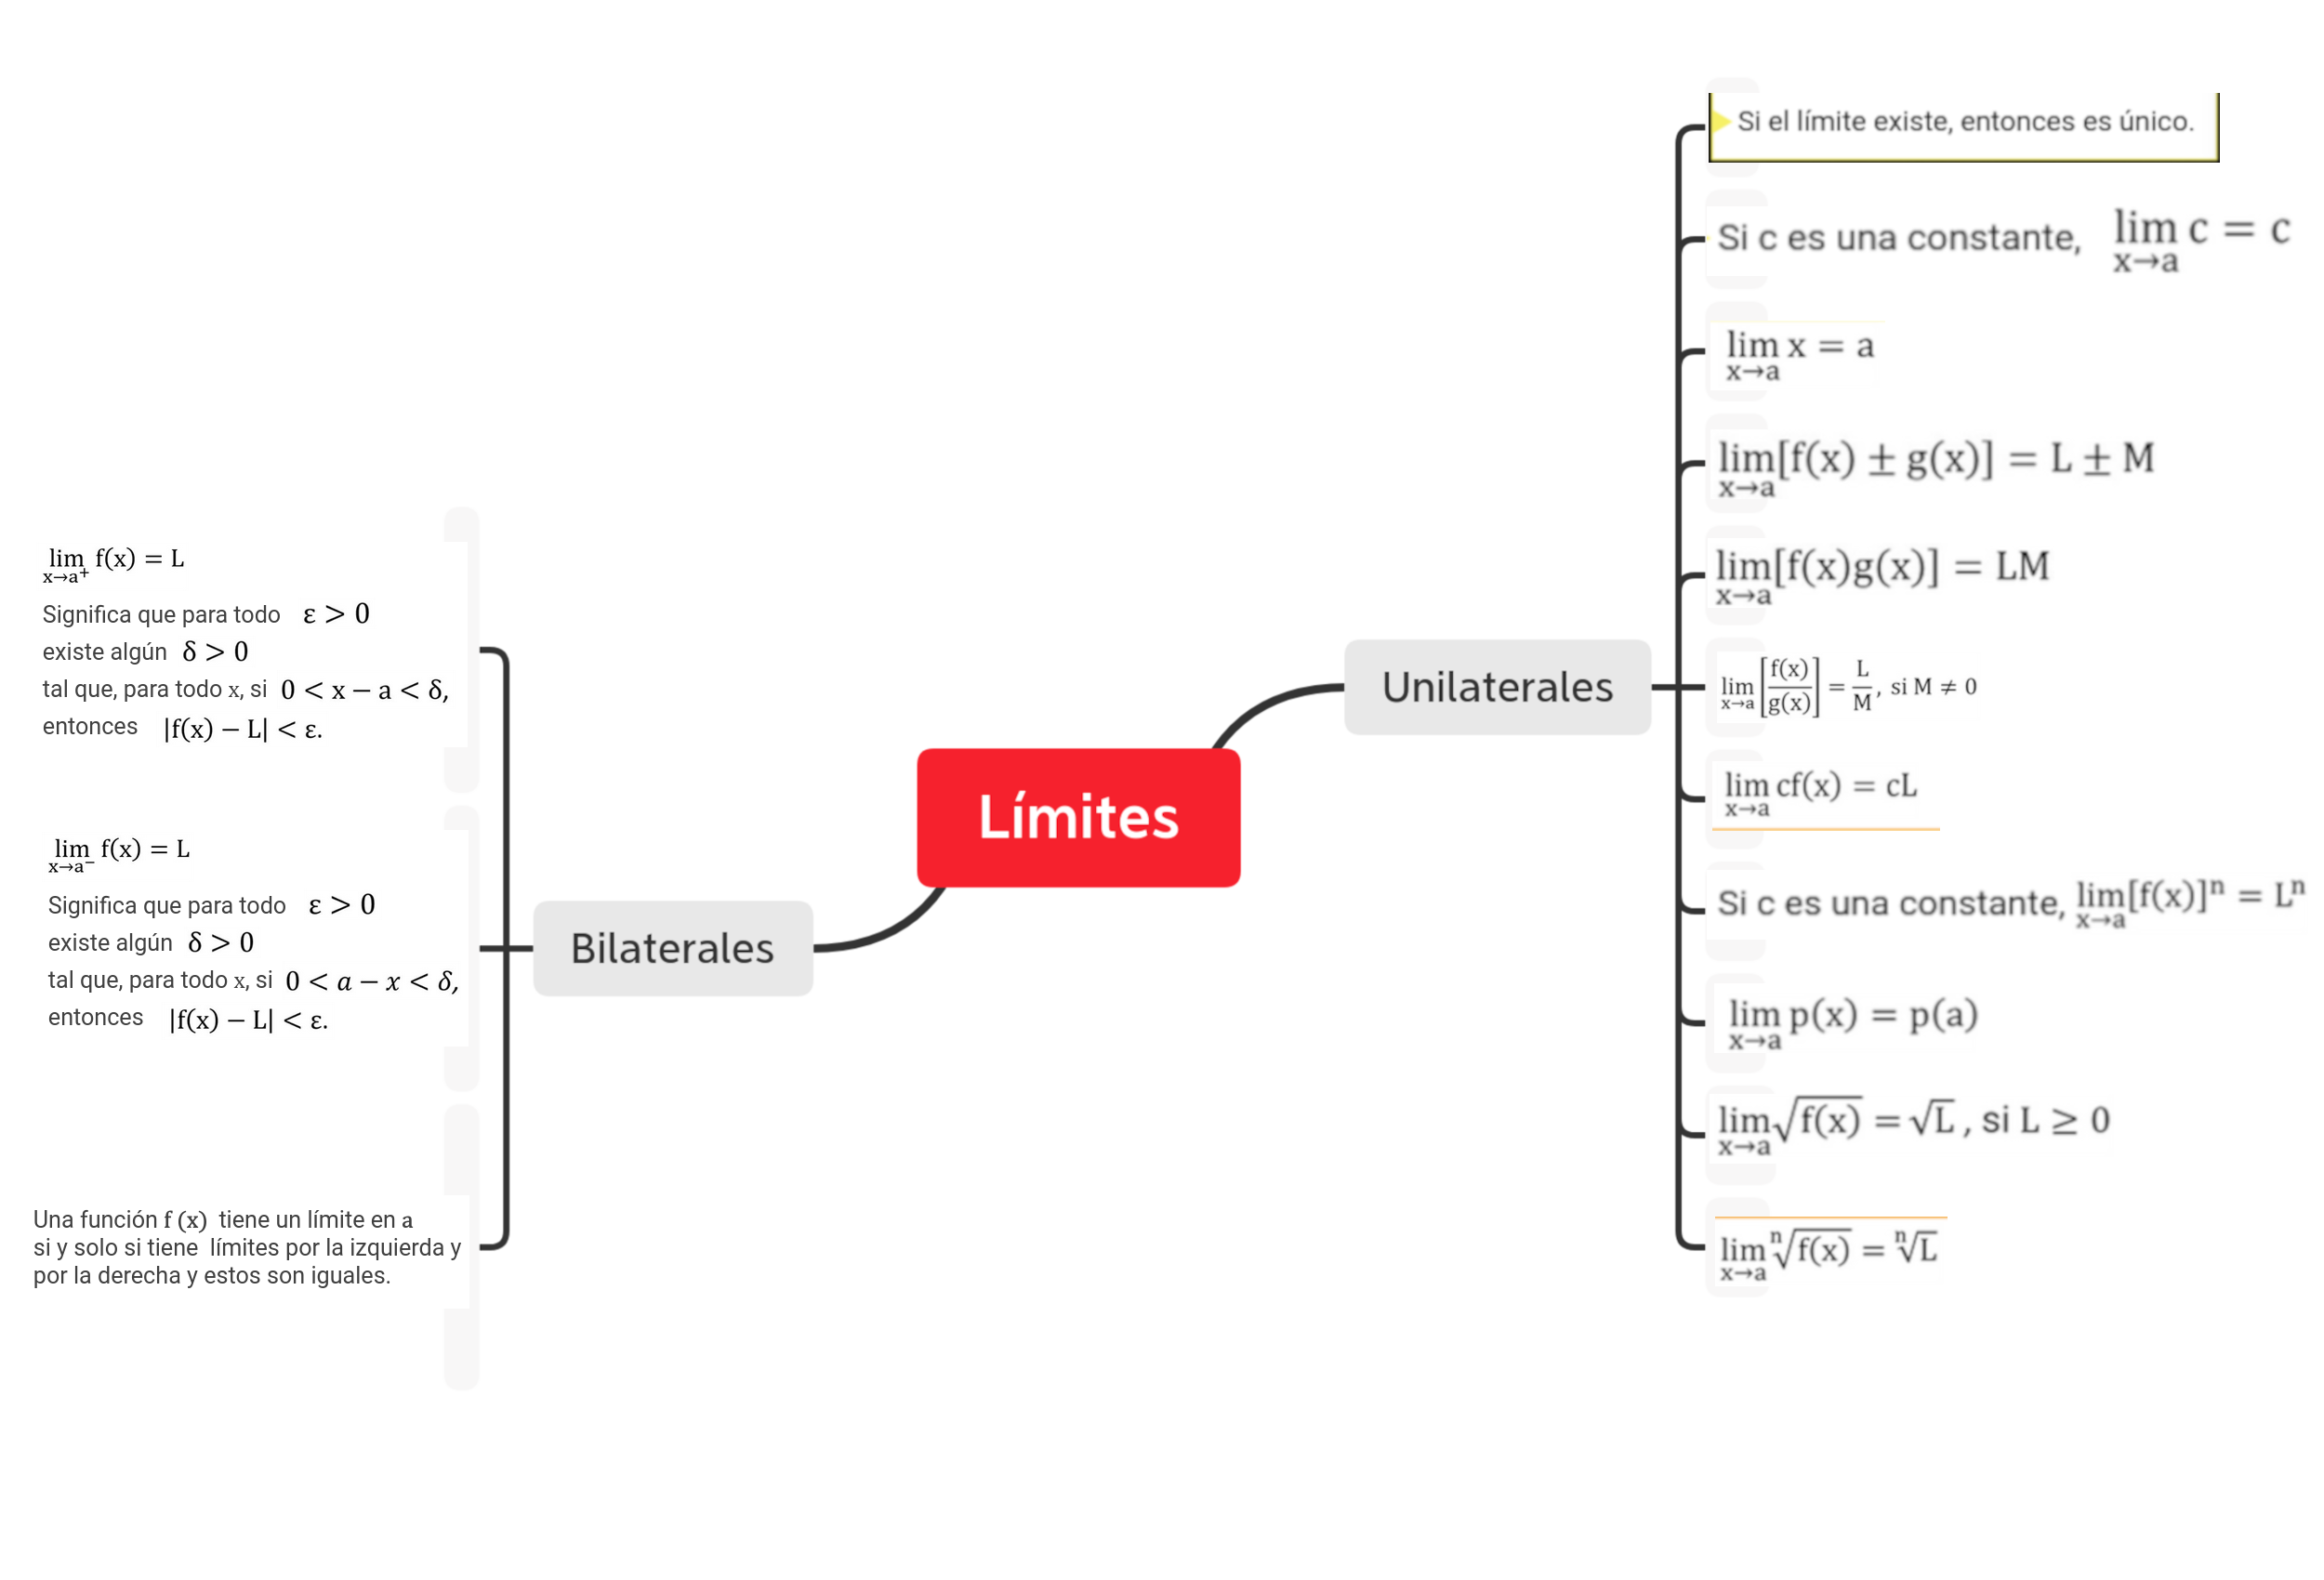 Límites
Unilaterales
Si el límite existe, entonces es único.
Si c es una constante, lim x→a c = c
lim x→a x = a
lim x→a [f(x) ± g(x)] = L ± M
lim x→a [f(x)g(x)] = LM
lim x→a [f(x)/g(x)] = L/M, si M ≠ 0
lim x→a cf(x) = cL
Si c es una constante, lim x→a [f(x)]ⁿ = Lⁿ
lim x→a p(x) = p(a)
lim x→a √f(x) = √L , si L ≥ 0
lim x→a ⁿ√f(x) = ⁿ√L
Bilaterales
lim x→a⁺ f(x) = L
Significa que para todo ε > 0
existe algún δ > 0
tal que, para todo x, si 0 < x − a < δ,
entonces |f(x) − L| < ε.
lim x→a⁻ f(x) = L
Significa que para todo ε > 0
existe algún δ > 0
tal que, para todo x, si 0 < a − x < δ,
entonces |f(x) − L| < ε.
Una función f (x) tiene un límite en a
si y solo si tiene límites por la izquierda y
por la derecha y estos son iguales.